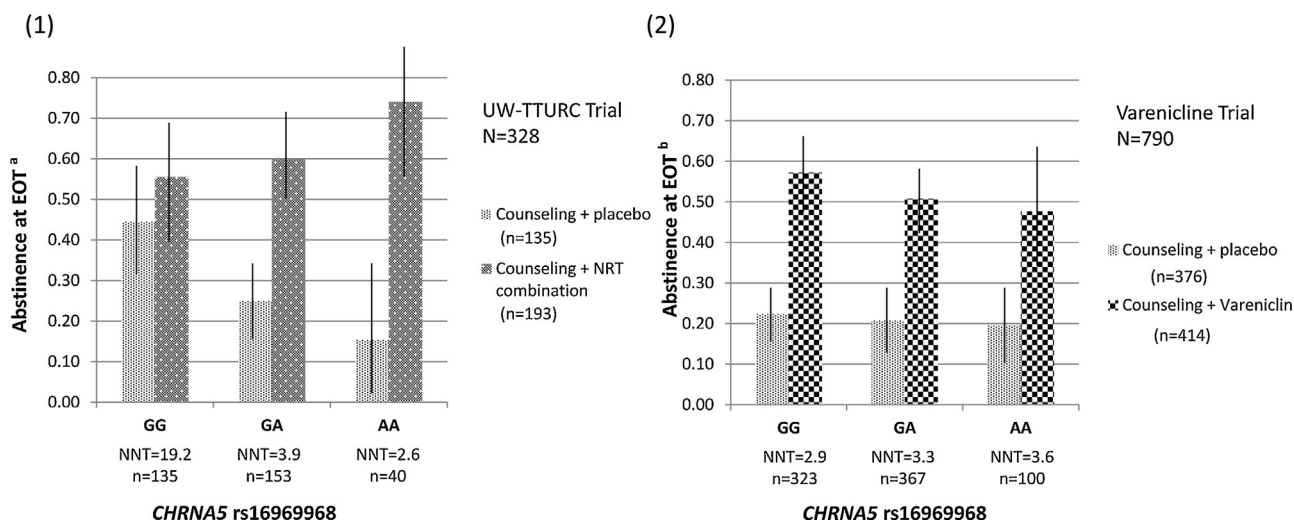 (1)
Abstinence at EOT a
0.80
0.70
0.60
0.50
0.40
0.30
0.20
0.10
0.00
GG GA AA
NNT=19.2 NNT=3.9 NNT=2.6
n=135 n=153 n=40
CHRNA5 rs16969968
UW-TTURC Trial
N=328
Counseling + placebo
(n=135)
Counseling + NRT
combination
(n=193)
(2)
Abstinence at EOT b
0.80
0.70
0.60
0.50
0.40
0.30
0.20
0.10
0.00
GG GA AA
NNT=2.9 NNT=3.3 NNT=3.6
n=323 n=367 n=100
CHRNA5 rs16969968
Varenicline Trial
N=790
Counseling + placebo
(n=376)
Counseling + Vareniclin
(n=414)